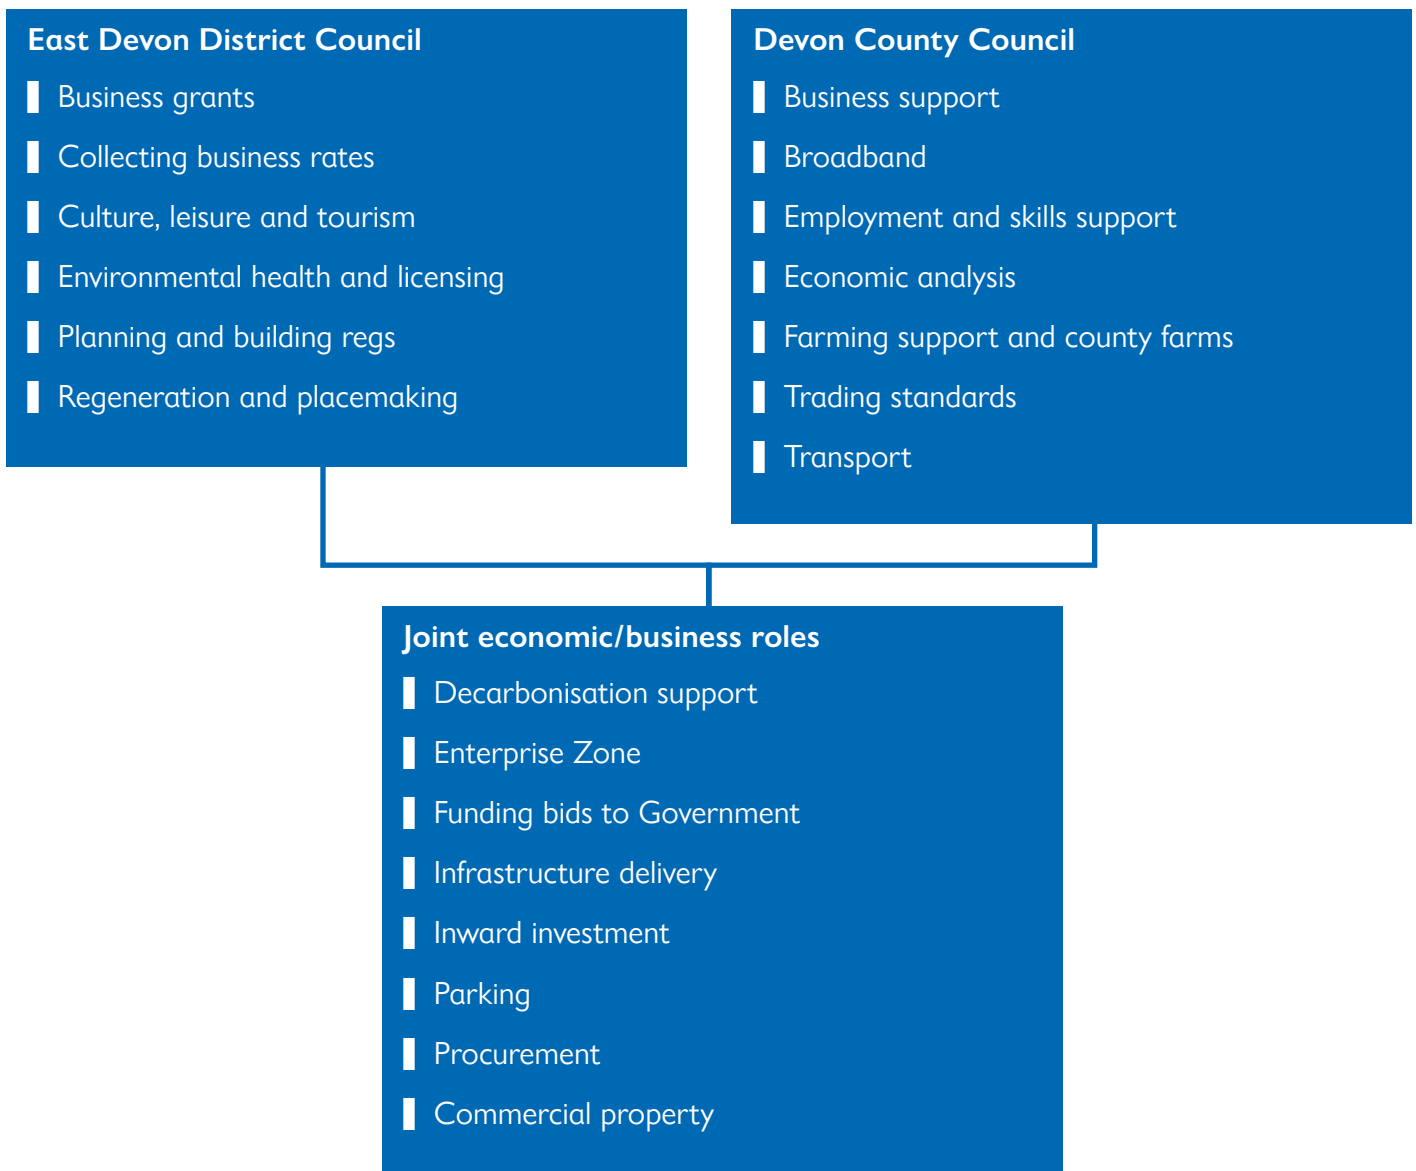 East Devon District Council
Business grants
Collecting business rates
Culture, leisure and tourism
Environmental health and licensing
Planning and building regs
Regeneration and placemaking
Devon County Council
Business support
Broadband
Employment and skills support
Economic analysis
Farming support and county farms
Trading standards
Transport
Joint economic/business roles
Decarbonisation support
Enterprise Zone
Funding bids to Government
Infrastructure delivery
Inward investment
Parking
Procurement
Commercial property